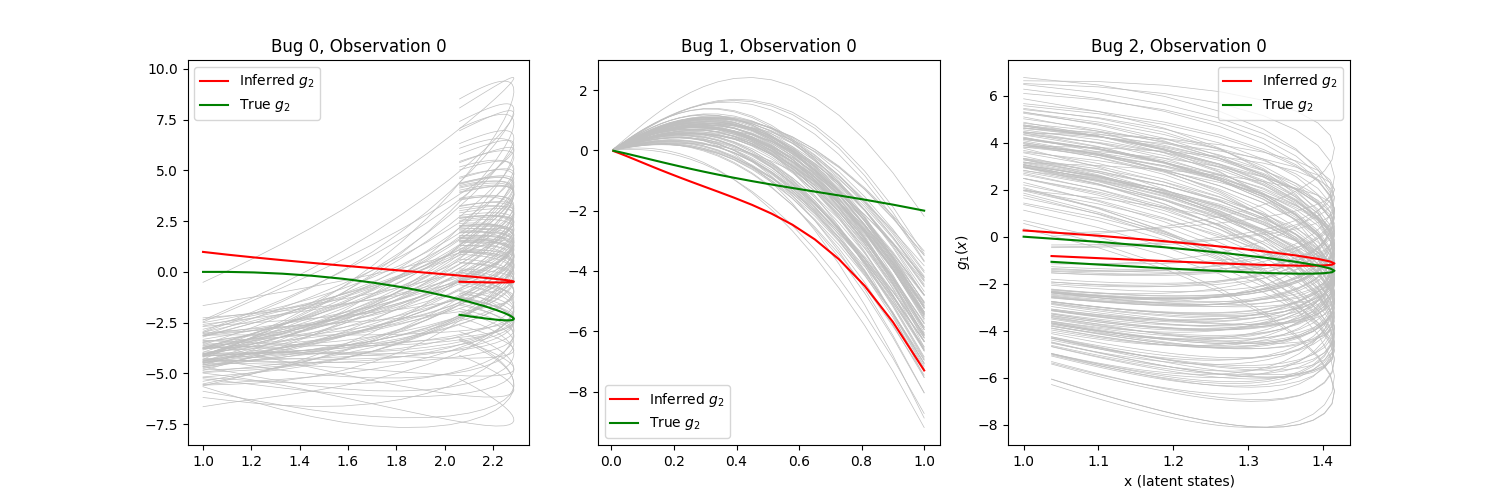 Bug 0, Observation 0
Inferred g₂
True g₂
10.0
7.5
5.0
2.5
0.0
−2.5
−5.0
−7.5
1.0 1.2 1.4 1.6 1.8 2.0 2.2
Bug 1, Observation 0
2
0
−2
−4
−6
−8
Inferred g₂
True g₂
0.0 0.2 0.4 0.6 0.8 1.0
Bug 2, Observation 0
Inferred g₂
True g₂
6
4
2
0
−2
−4
−6
−8
g₁(x)
1.0 1.1 1.2 1.3 1.4
x (latent states)